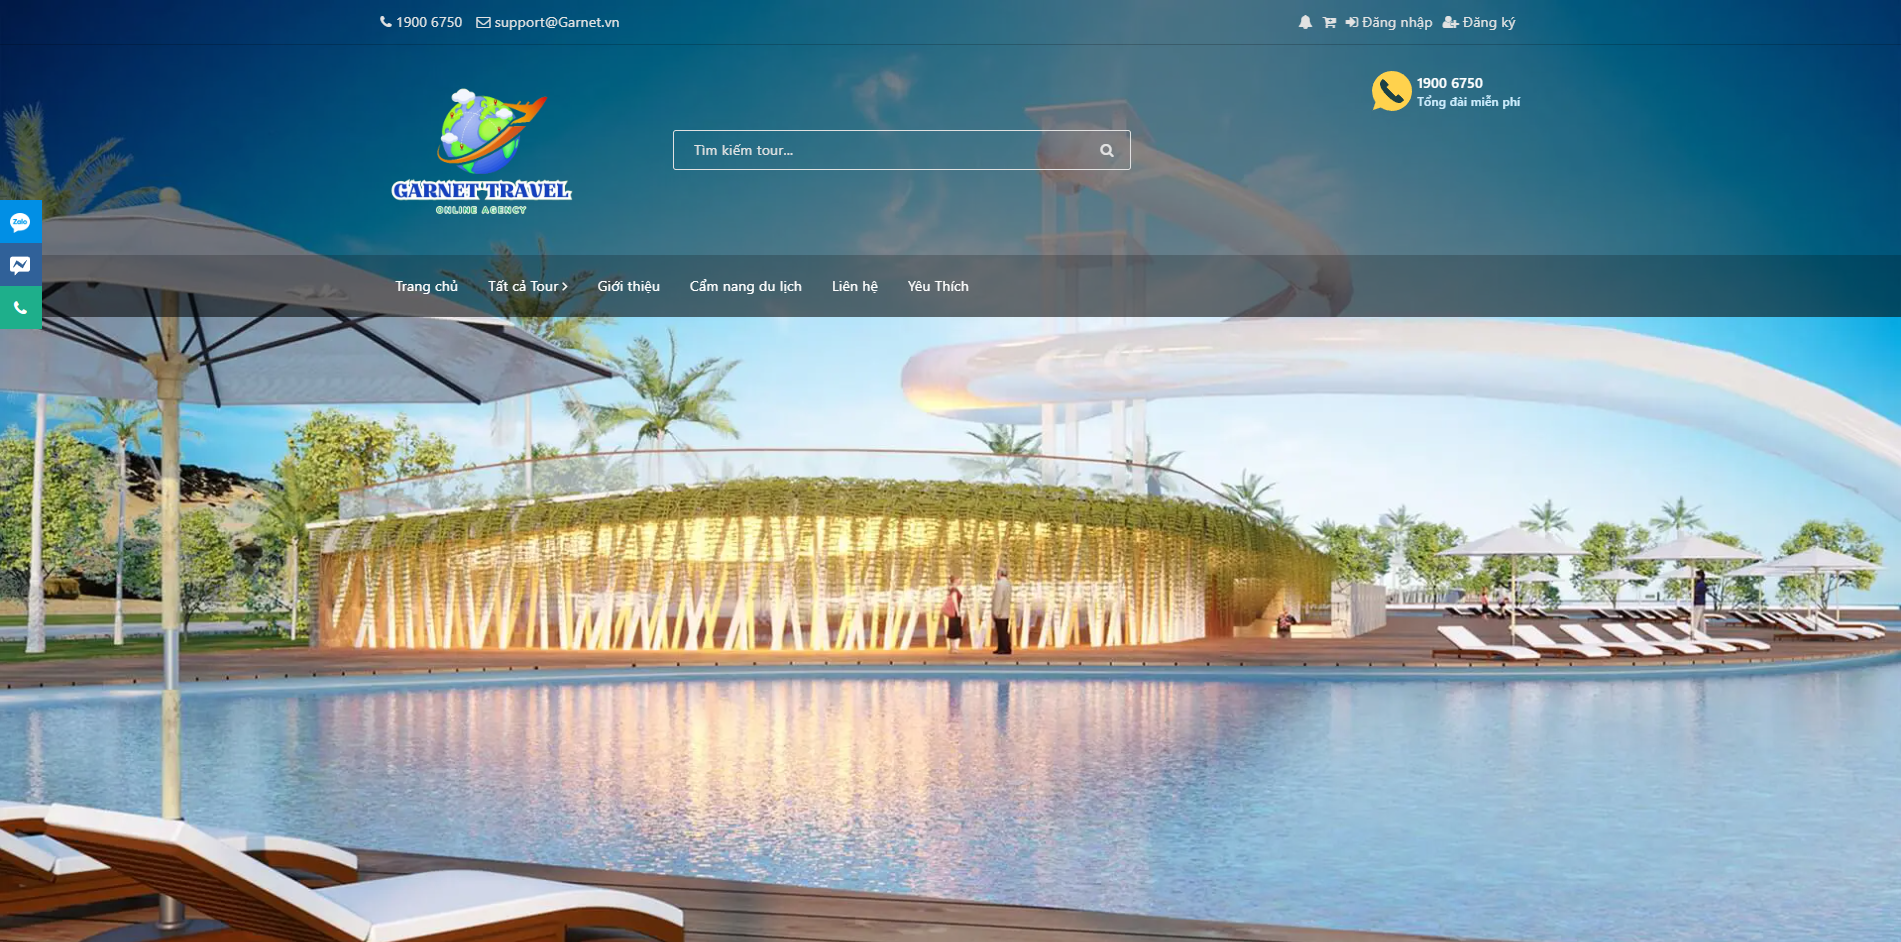 1900 6750 support@Garnet.vn
Đăng nhập Đăng ký
1900 6750
Tổng đài miễn phí
GARNET TRAVEL
ONLINE AGENCY
Tìm kiếm tour...
Zalo
Trang chủ Tất cả Tour Giới thiệu Cẩm nang du lịch Liên hệ Yêu Thích